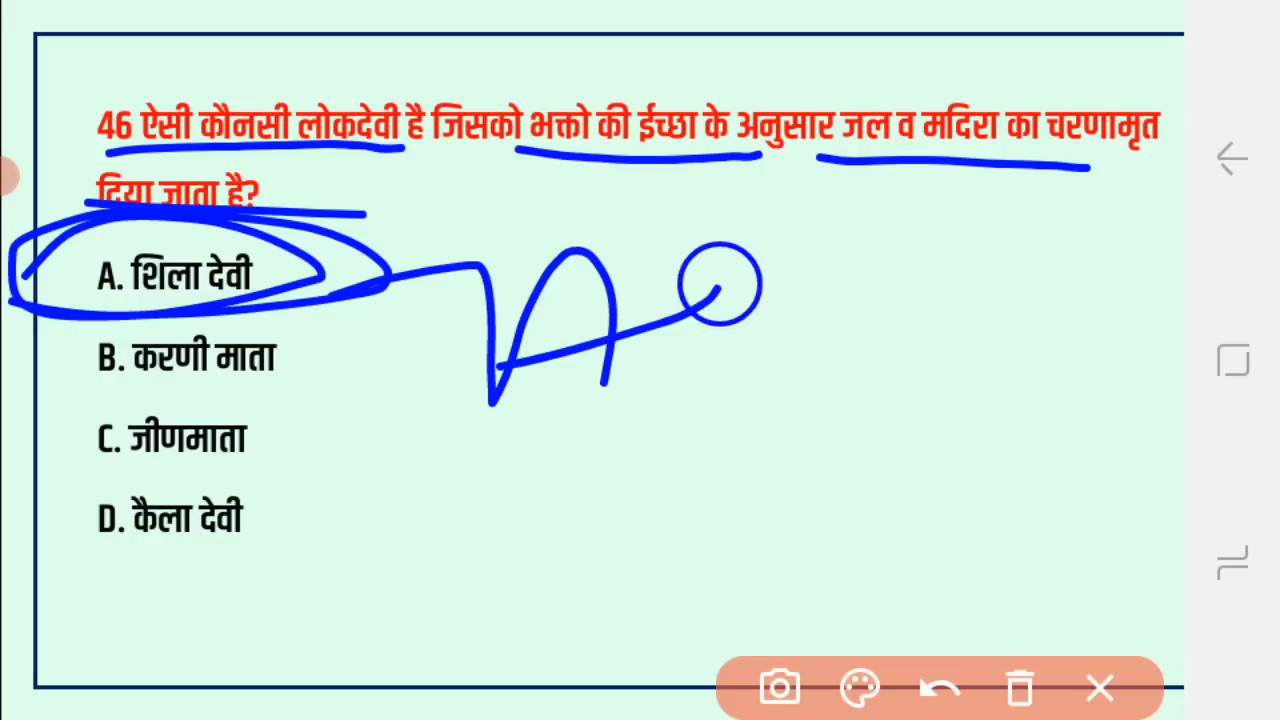 46 ऐसी कौनसी लोकदेवी है जिसको भक्तो की ईच्छा के अनुसार जल व मदिरा का चरणामृत
दिया जाता है?
A. शिला देवी
B. करणी माता
C. जीणमाता
D. कैला देवी